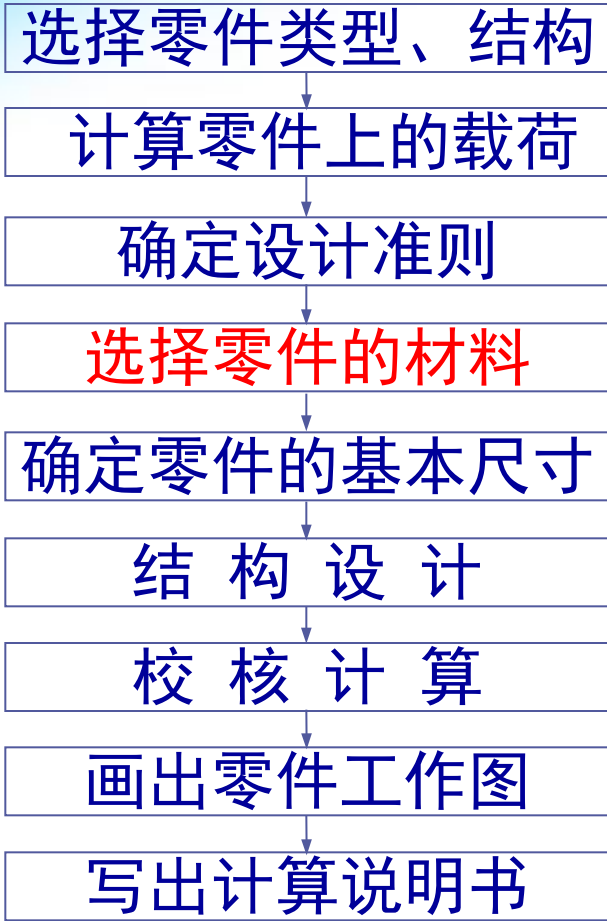 选择零件类型、结构
计算零件上的载荷
确定设计准则
选择零件的材料
确定零件的基本尺寸
结 构 设 计
校 核 计 算
画出零件工作图
写出计算说明书